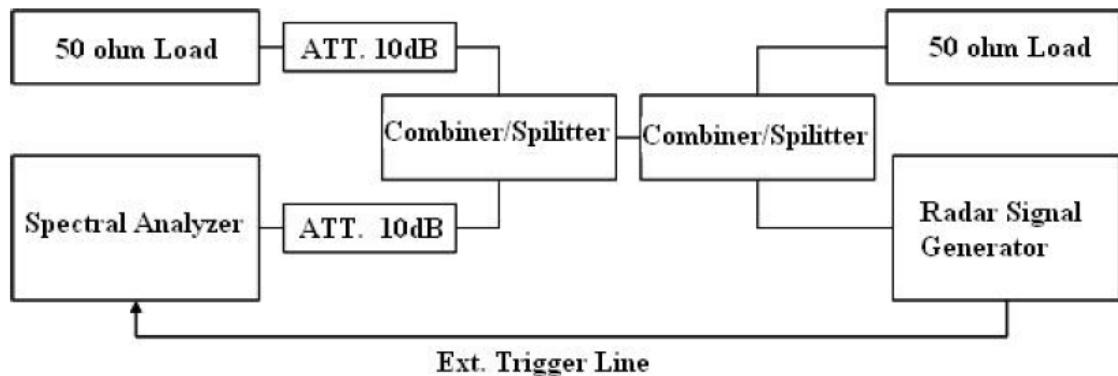 50 ohm Load
ATT. 10dB
50 ohm Load
Combiner/Spilitter
Combiner/Spilitter
Spectral Analyzer
ATT. 10dB
Radar Signal
Generator
Ext. Trigger Line